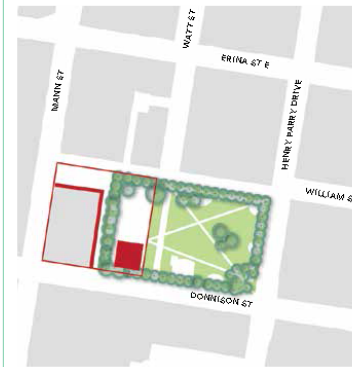 WATT ST
ERINA ST E
MANN ST
HENRY PARRY DRIVE
WILLIAM S
DONNISON ST